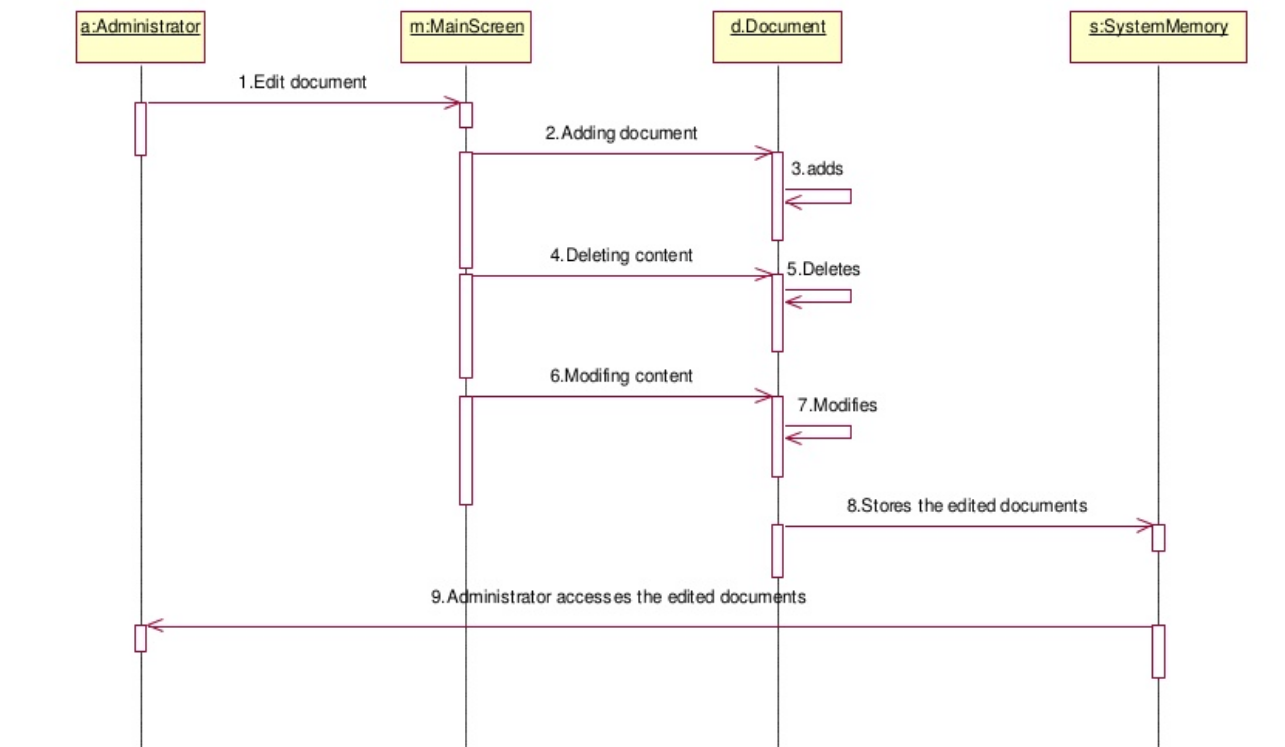 a:Administrator
m:MainScreen
d.Document
s:SystemMemory
1.Edit document
2.Adding document
3.adds
4.Deleting content
5.Deletes
6.Modifing content
7.Modifies
8.Stores the edited documents
9.Administrator accesses the edited documents